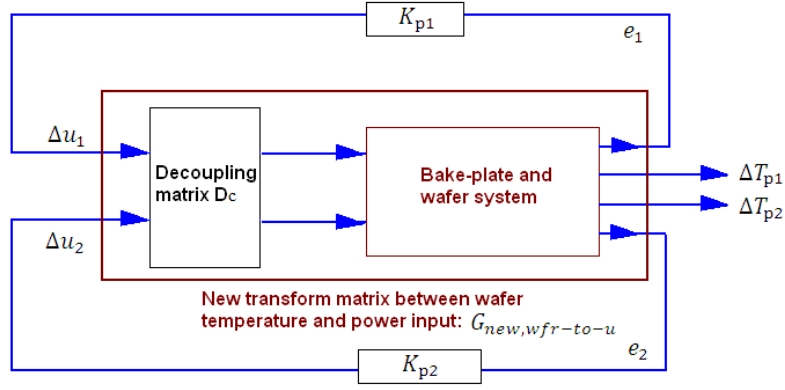 K_p1
e_1
Δu_1
Decoupling
matrix Dc
Bake-plate and
wafer system
ΔT_p1
ΔT_p2
Δu_2
New transform matrix between wafer
temperature and power input: G_new,wfr−to−u
e_2
K_p2